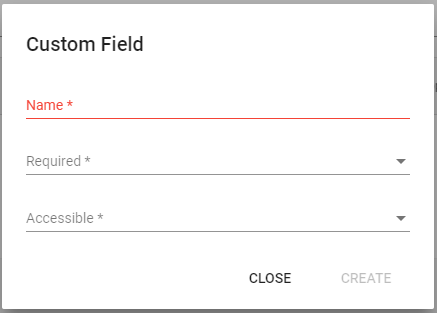 Custom Field
Name *
Required *
Accessible *
CLOSE CREATE